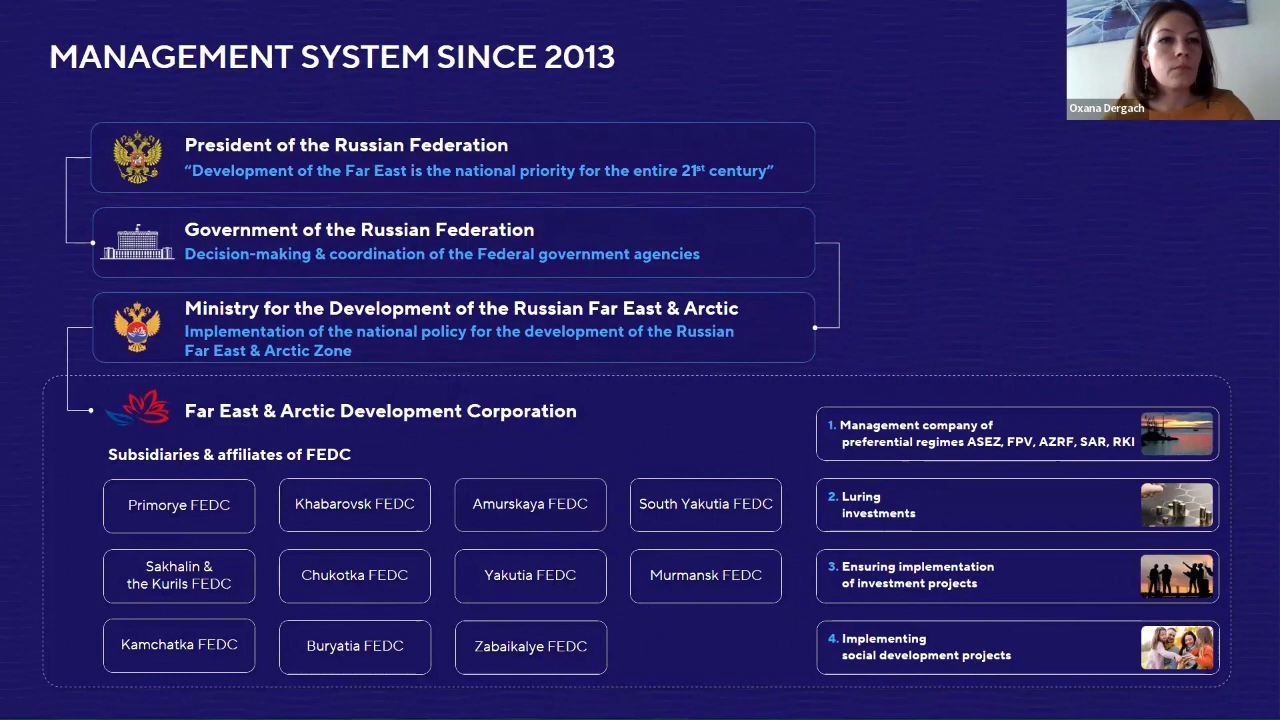 MANAGEMENT SYSTEM SINCE 2013
Oxana Dergach
President of the Russian Federation
“Development of the Far East is the national priority for the entire 21st century”
Government of the Russian Federation
Decision-making & coordination of the Federal government agencies
Ministry for the Development of the Russian Far East & Arctic
Implementation of the national policy for the development of the Russian
Far East & Arctic Zone
Far East & Arctic Development Corporation
Subsidiaries & affiliates of FEDC
Primorye FEDC
Khabarovsk FEDC
Amurskaya FEDC
South Yakutia FEDC
Sakhalin &
the Kurils FEDC
Chukotka FEDC
Yakutia FEDC
Murmansk FEDC
Kamchatka FEDC
Buryatia FEDC
Zabaikalye FEDC
1. Management company of
preferential regimes ASEZ, FPV, AZRF, SAR, RKI
2. Luring
investments
3. Ensuring implementation
of investment projects
4. Implementing
social development projects